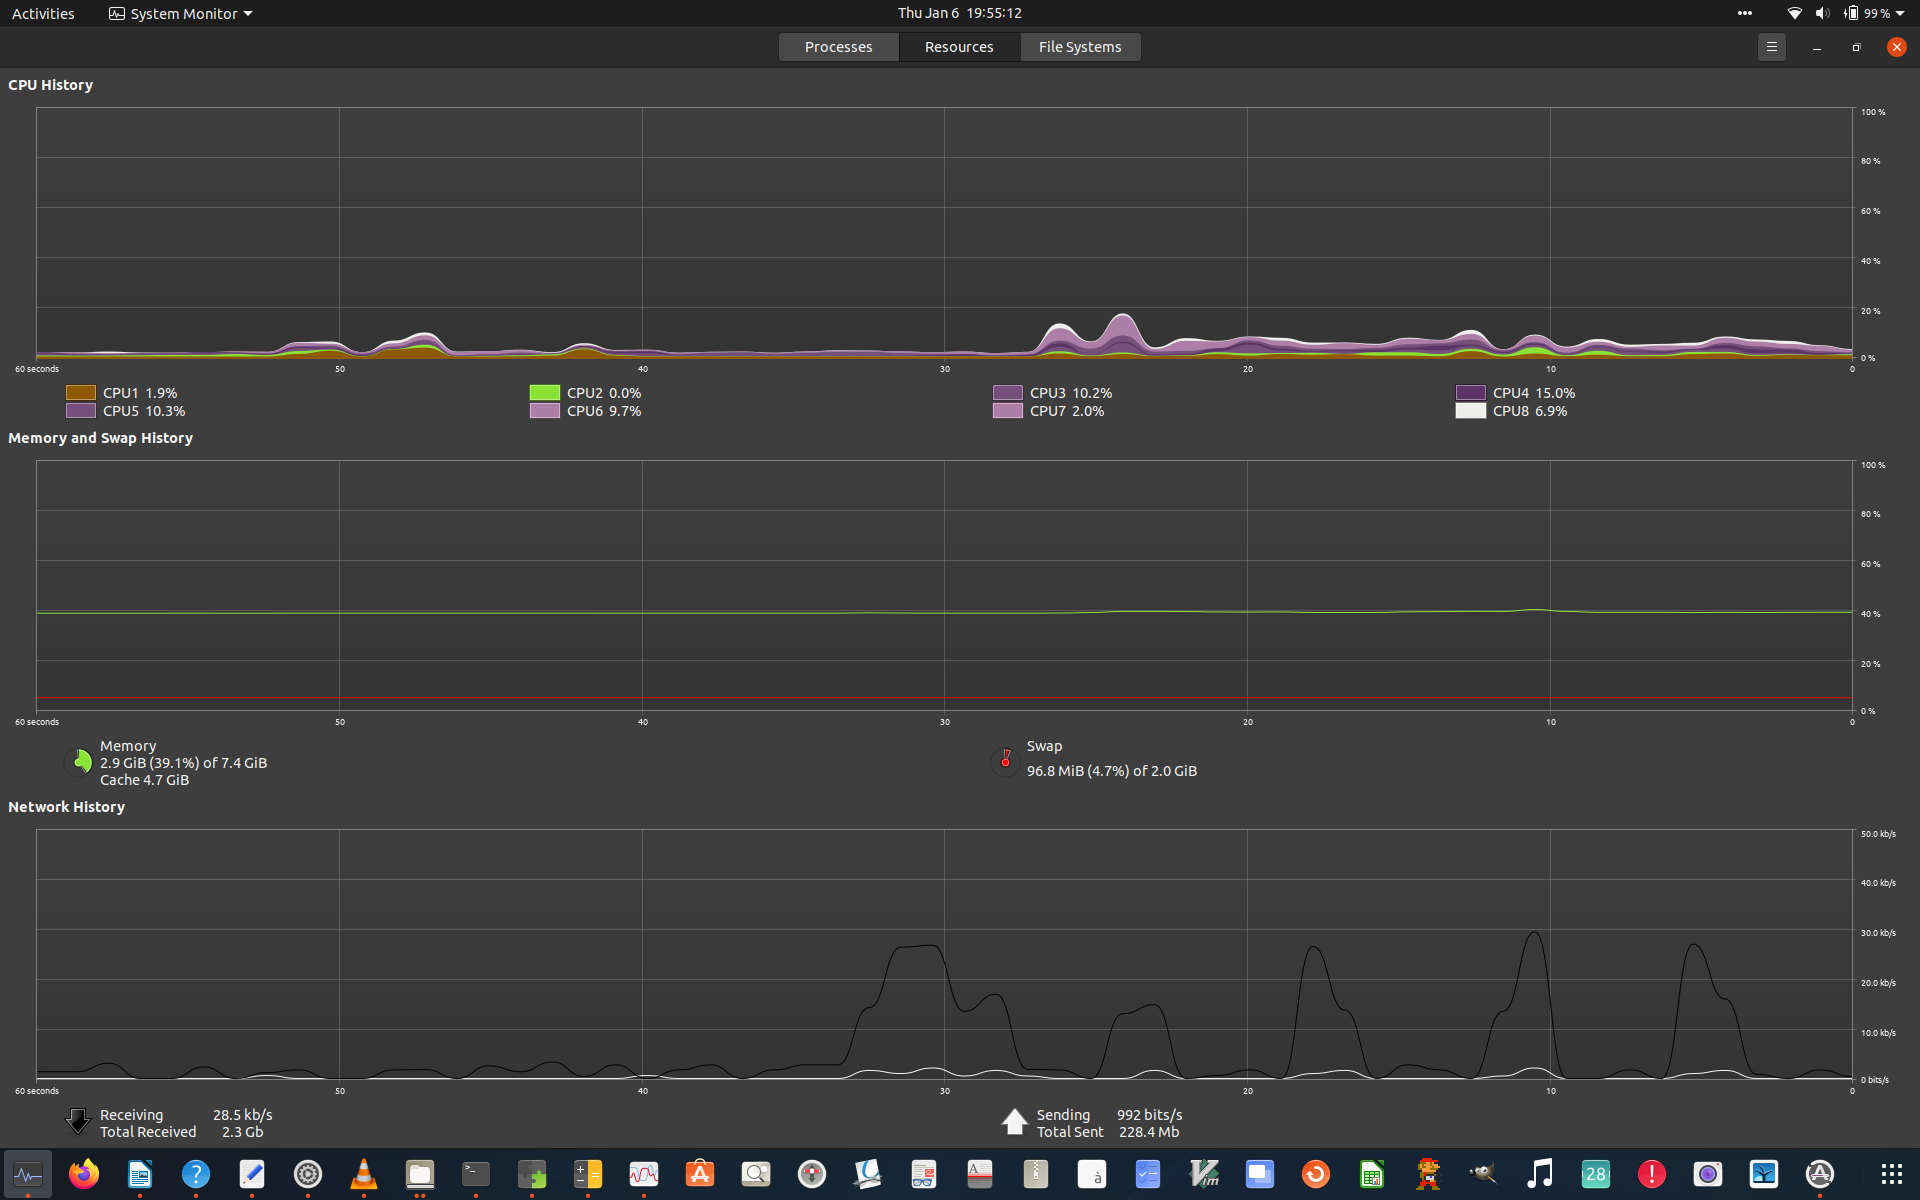 Activities
System Monitor
Thu Jan 6 19:55:12
99 %
Processes
Resources
File Systems
CPU History
100 %
80 %
60 %
40 %
20 %
0 %
60 seconds 50 40 30 20 10 0
CPU1 1.9% CPU2 0.0% CPU3 10.2% CPU4 15.0%
CPU5 10.3% CPU6 9.7% CPU7 2.0% CPU8 6.9%
Memory and Swap History
100 %
80 %
60 %
40 %
20 %
0 %
60 seconds 50 40 30 20 10 0
Memory
2.9 GiB (39.1%) of 7.4 GiB
Cache 4.7 GiB
Swap
96.8 MiB (4.7%) of 2.0 GiB
Network History
50.0 kb/s
40.0 kb/s
30.0 kb/s
20.0 kb/s
10.0 kb/s
0 bits/s
60 seconds 50 40 30 20 10 0
Receiving 28.5 kb/s
Total Received 2.3 Gb
Sending 992 bits/s
Total Sent 228.4 Mb
?
>_
A
à
Vim
28
!